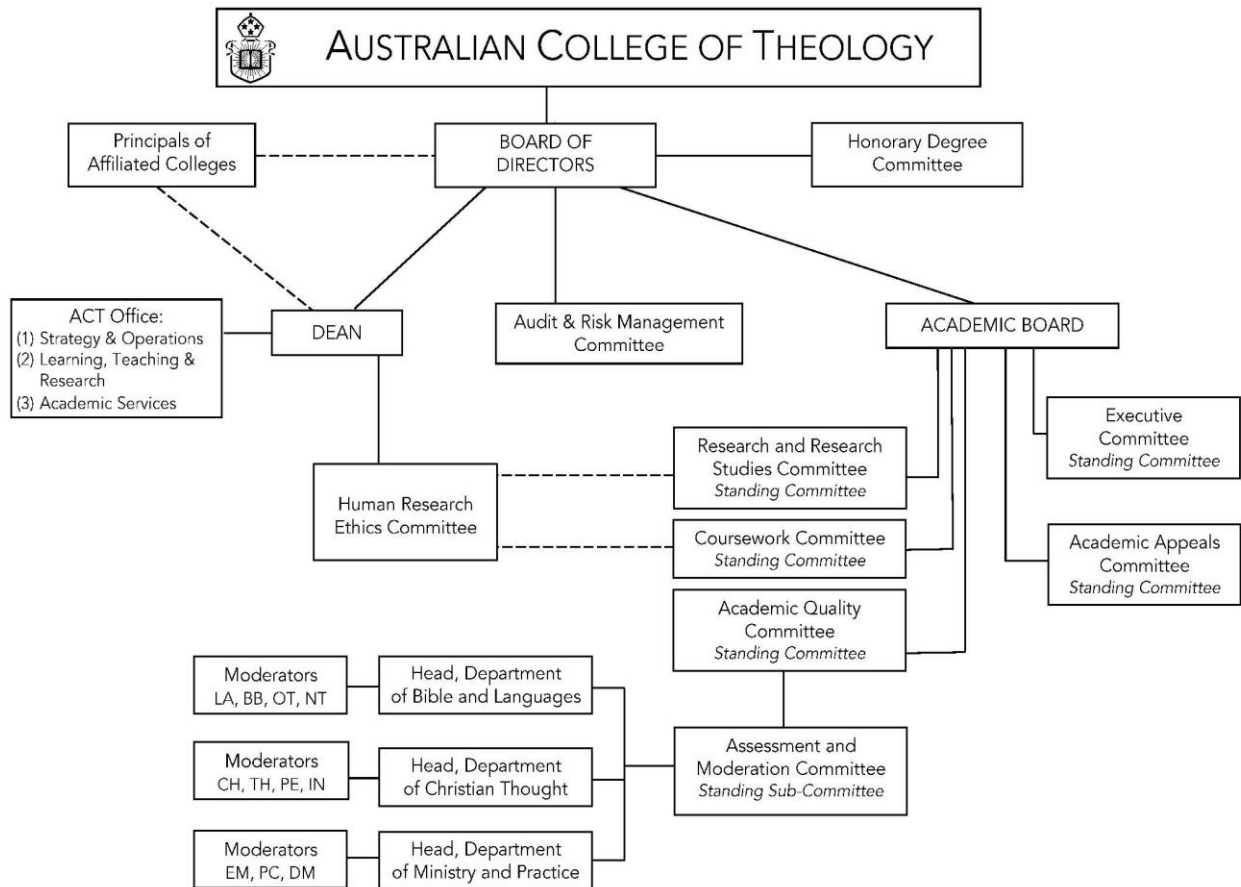 AUSTRALIAN COLLEGE OF THEOLOGY
Principals of
Affiliated Colleges
BOARD OF
DIRECTORS
Honorary Degree
Committee
ACT Office:
(1) Strategy & Operations
(2) Learning, Teaching &
Research
(3) Academic Services
DEAN
Audit & Risk Management
Committee
ACADEMIC BOARD
Executive
Committee
Standing Committee
Research and Research
Studies Committee
Standing Committee
Human Research
Ethics Committee
Coursework Committee
Standing Committee
Academic Appeals
Committee
Standing Committee
Academic Quality
Committee
Standing Committee
Moderators
LA, BB, OT, NT
Head, Department
of Bible and Languages
Assessment and
Moderation Committee
Standing Sub-Committee
Moderators
CH, TH, PE, IN
Head, Department
of Christian Thought
Moderators
EM, PC, DM
Head, Department
of Ministry and Practice